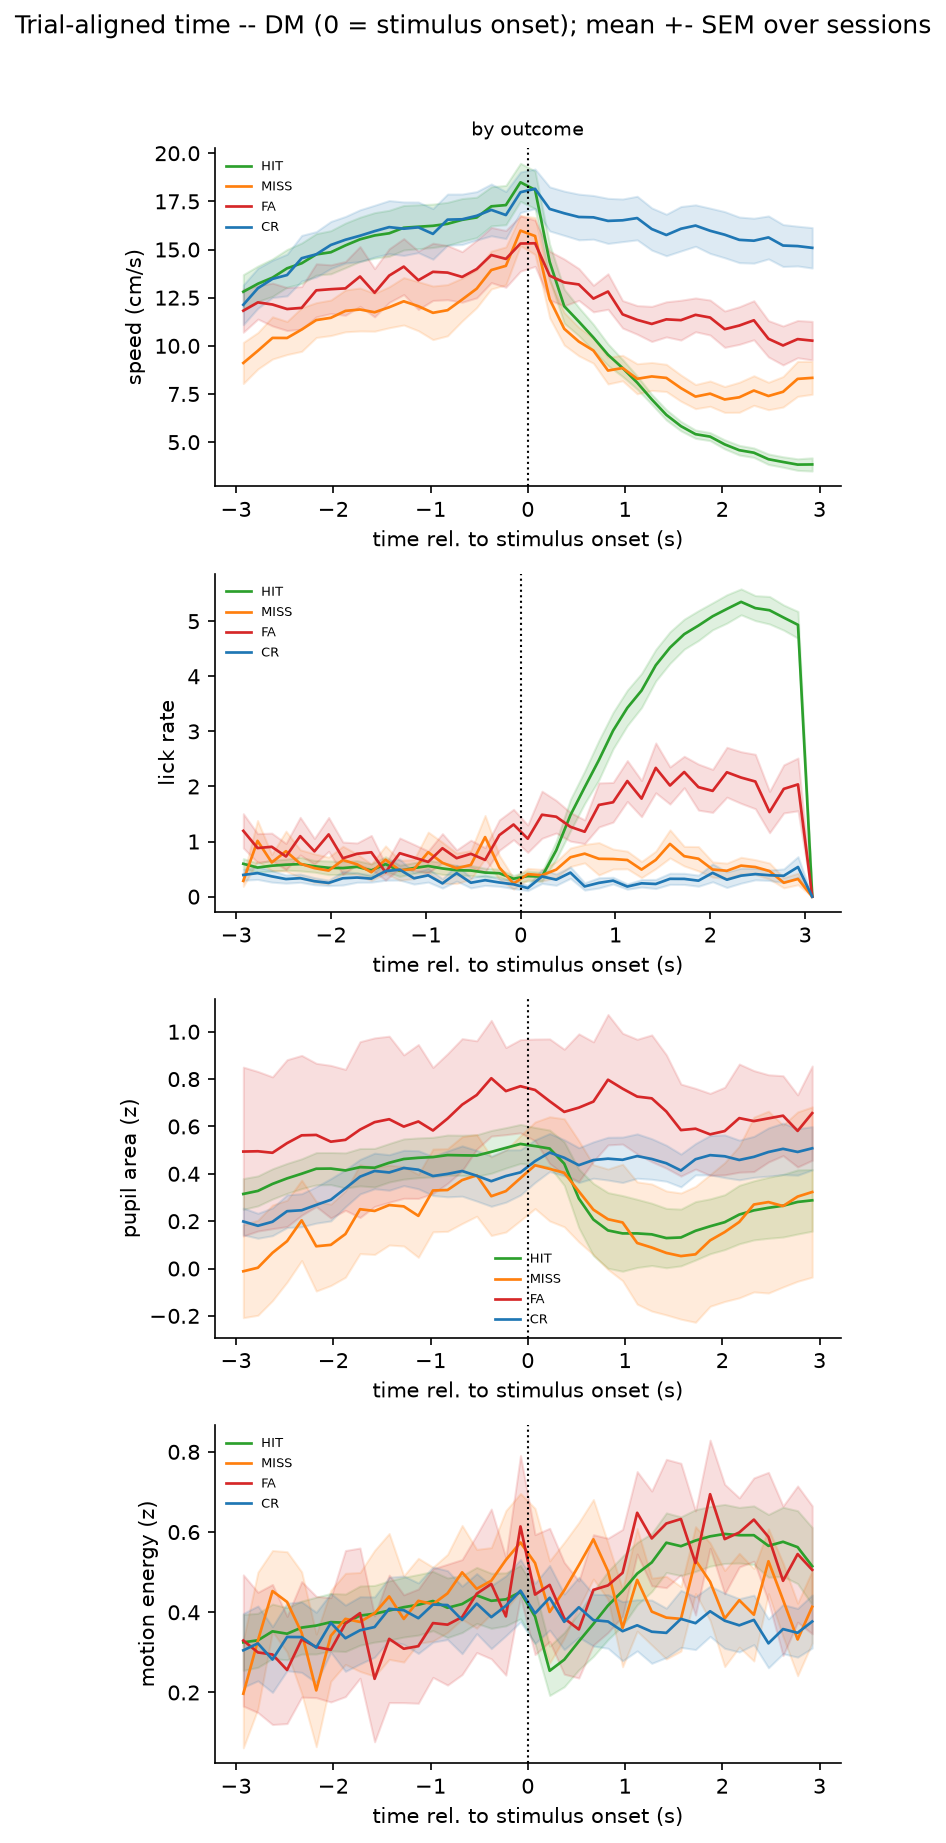 Trial-aligned time -- DM (0 = stimulus onset); mean +- SEM over sessions
by outcome
20.0
17.5
15.0
12.5
10.0
7.5
5.0
speed (cm/s)
HIT
MISS
FA
CR
−3 −2 −1 0 1 2 3
time rel. to stimulus onset (s)
5
4
3
2
1
0
lick rate
HIT
MISS
FA
CR
−3 −2 −1 0 1 2 3
time rel. to stimulus onset (s)
1.0
0.8
0.6
0.4
0.2
0.0
−0.2
pupil area (z)
HIT
MISS
FA
CR
−3 −2 −1 0 1 2 3
time rel. to stimulus onset (s)
0.8
0.6
0.4
0.2
motion energy (z)
HIT
MISS
FA
CR
−3 −2 −1 0 1 2 3
time rel. to stimulus onset (s)